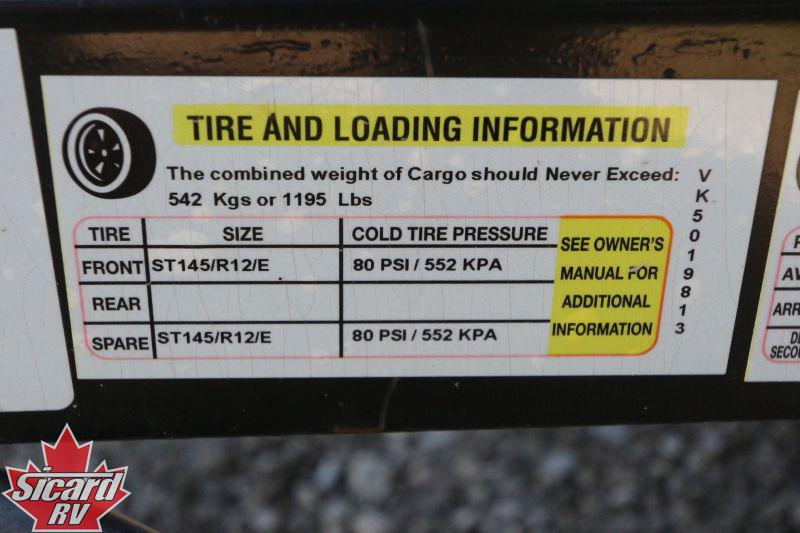 TIRE AND LOADING INFORMATION
The combined weight of Cargo should Never Exceed:
542 Kgs or 1195 Lbs
TIRE SIZE COLD TIRE PRESSURE
FRONT ST145/R12/E 80 PSI / 552 KPA
REAR
SPARE ST145/R12/E 80 PSI / 552 KPA
SEE OWNER'S
MANUAL FOR
ADDITIONAL
INFORMATION
VK5019813
ARR
Sicard
RV